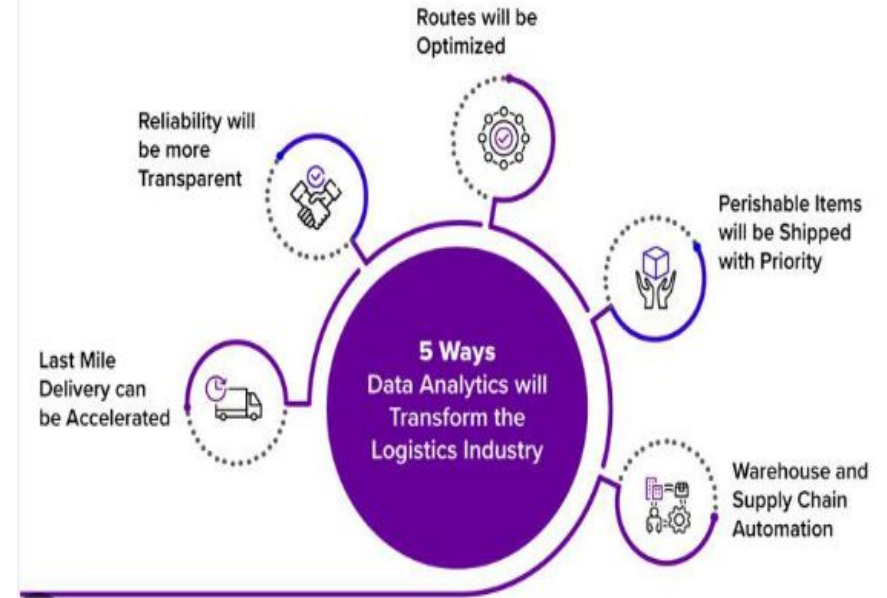 Routes will be
Optimized
Reliability will
be more
Transparent
Perishable Items
will be Shipped
with Priority
5 Ways
Data Analytics will
Transform the
Logistics Industry
Last Mile
Delivery can
be Accelerated
Warehouse and
Supply Chain
Automation